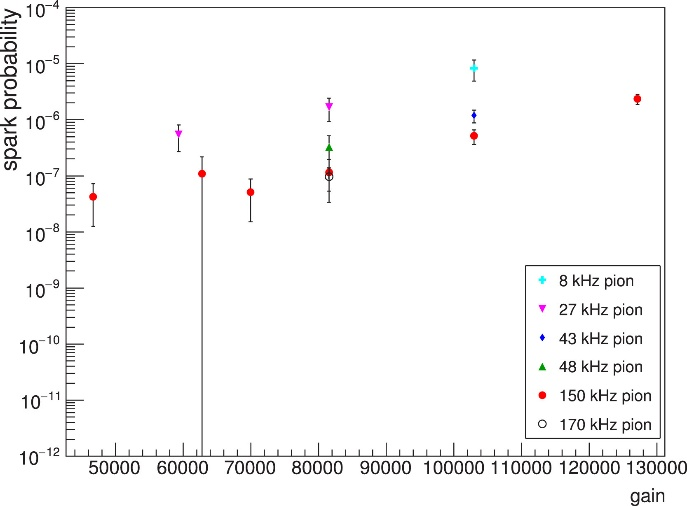 spark probability
10⁻⁴
10⁻⁵
10⁻⁶
10⁻⁷
10⁻⁸
10⁻⁹
10⁻¹⁰
10⁻¹¹
10⁻¹²
8 kHz pion
27 kHz pion
43 kHz pion
48 kHz pion
150 kHz pion
170 kHz pion
50000 60000 70000 80000 90000 100000 110000 120000 130000
gain